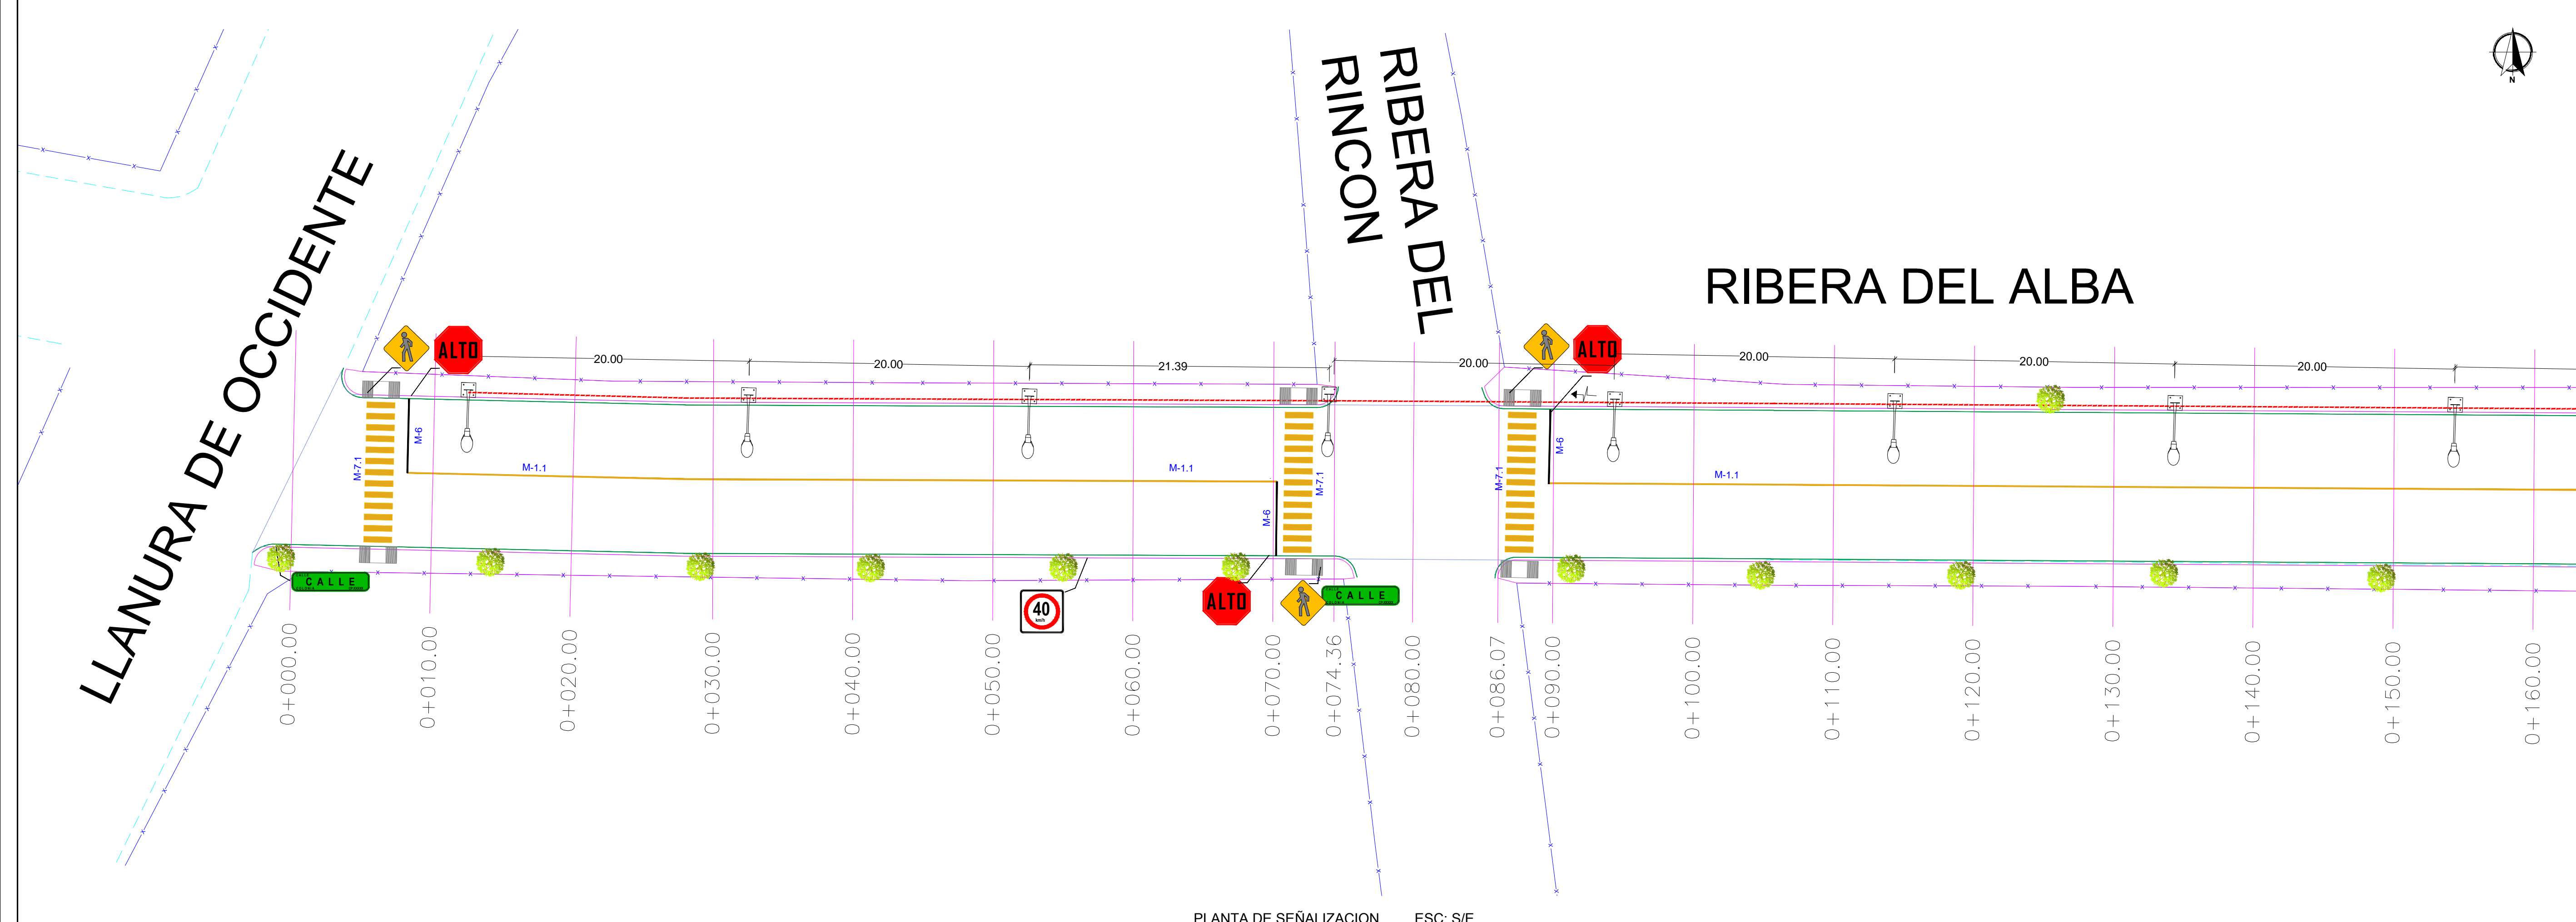 N
LLANURA DE OCCIDENTE
RIBERA DEL
RINCON
RIBERA DEL ALBA
ALTO
20.00
20.00
21.39
20.00
ALTO
20.00
20.00
20.00
M-7.1
M-6
M-1.1
M-1.1
M-6
M-7.1
M-7.1
M-6
M-1.1
CALLE
CALLE
40
km/h
ALTO
CALLE
CALLE
0+000.00
0+010.00
0+020.00
0+030.00
0+040.00
0+050.00
0+060.00
0+070.00
0+074.36
0+080.00
0+086.07
0+090.00
0+100.00
0+110.00
0+120.00
0+130.00
0+140.00
0+150.00
0+160.00
PLANTA DE SEÑALIZACION ESC: S/E